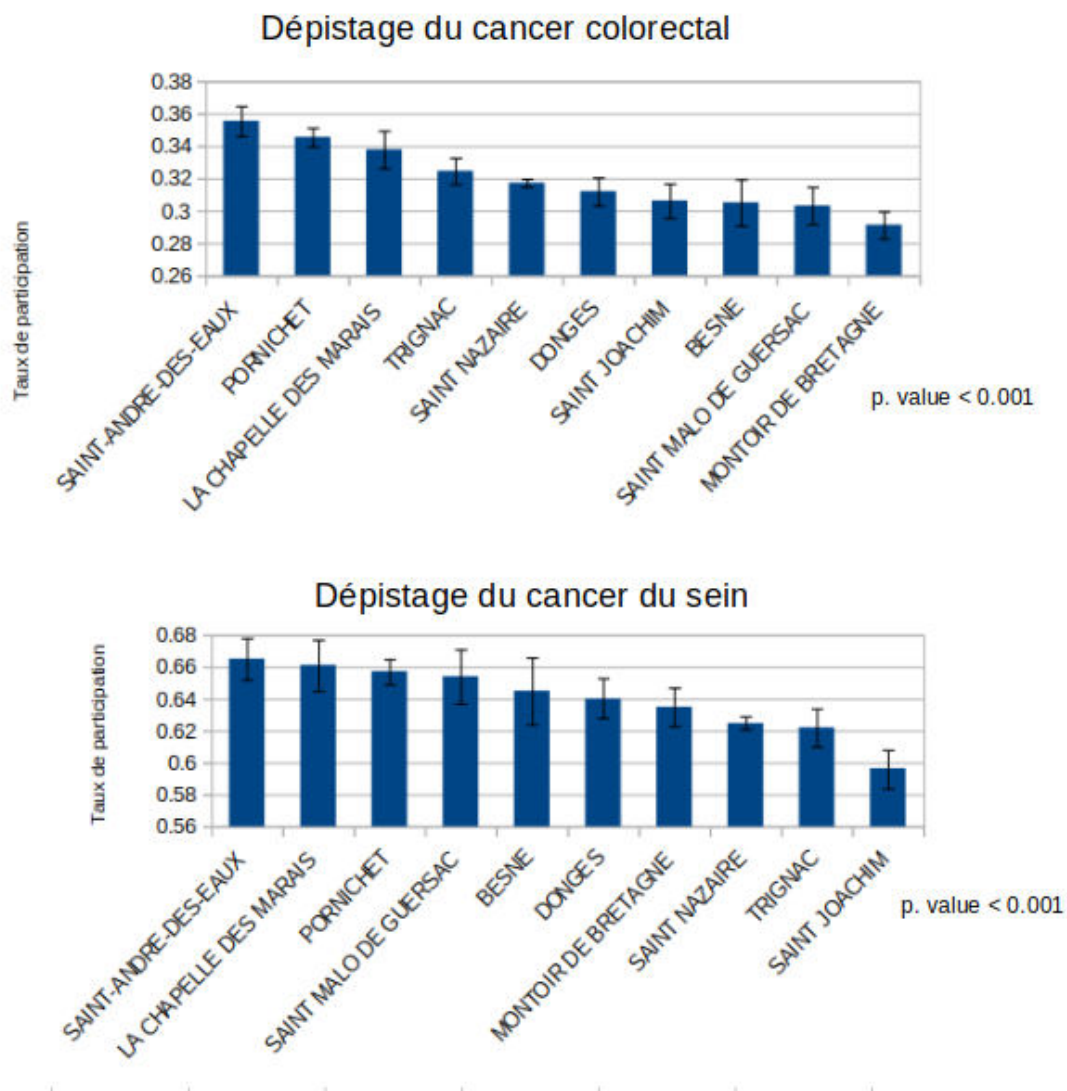 Dépistage du cancer colorectal
Taux de participation
0.38
0.36
0.34
0.32
0.3
0.28
0.26
SAINT-ANDRE-DES-EAUX
PORNICHET
LA CHAPELLE DES MARAIS
TRIGNAC
SAINT NAZAIRE
DONGES
SAINT JOACHIM
BESNE
SAINT MALO DE GUERSAC
MONTOIR DE BRETAGNE
p. value < 0.001
Dépistage du cancer du sein
Taux de participation
0.68
0.66
0.64
0.62
0.6
0.58
0.56
SAINT-ANDRE-DES-EAUX
LA CHAPELLE DES MARAIS
PORNICHET
SAINT MALO DE GUERSAC
BESNE
DONGES
MONTOIR DE BRETAGNE
SAINT NAZAIRE
TRIGNAC
SAINT JOACHIM
p. value < 0.001